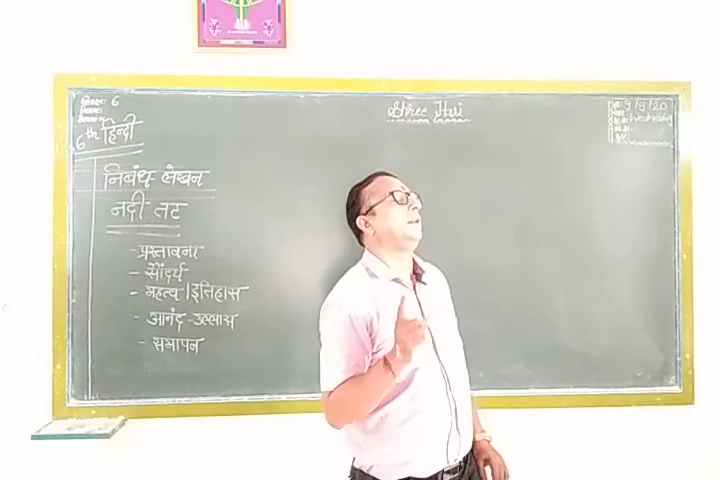 Shree Hari
9/9/20
Wednesday
6
6th हिन्दी
निबंध-लेखन
नदी तट
- प्रस्तावना
- सौंदर्य
- महत्व / इतिहास
- आनंद-उल्लास
- समापन